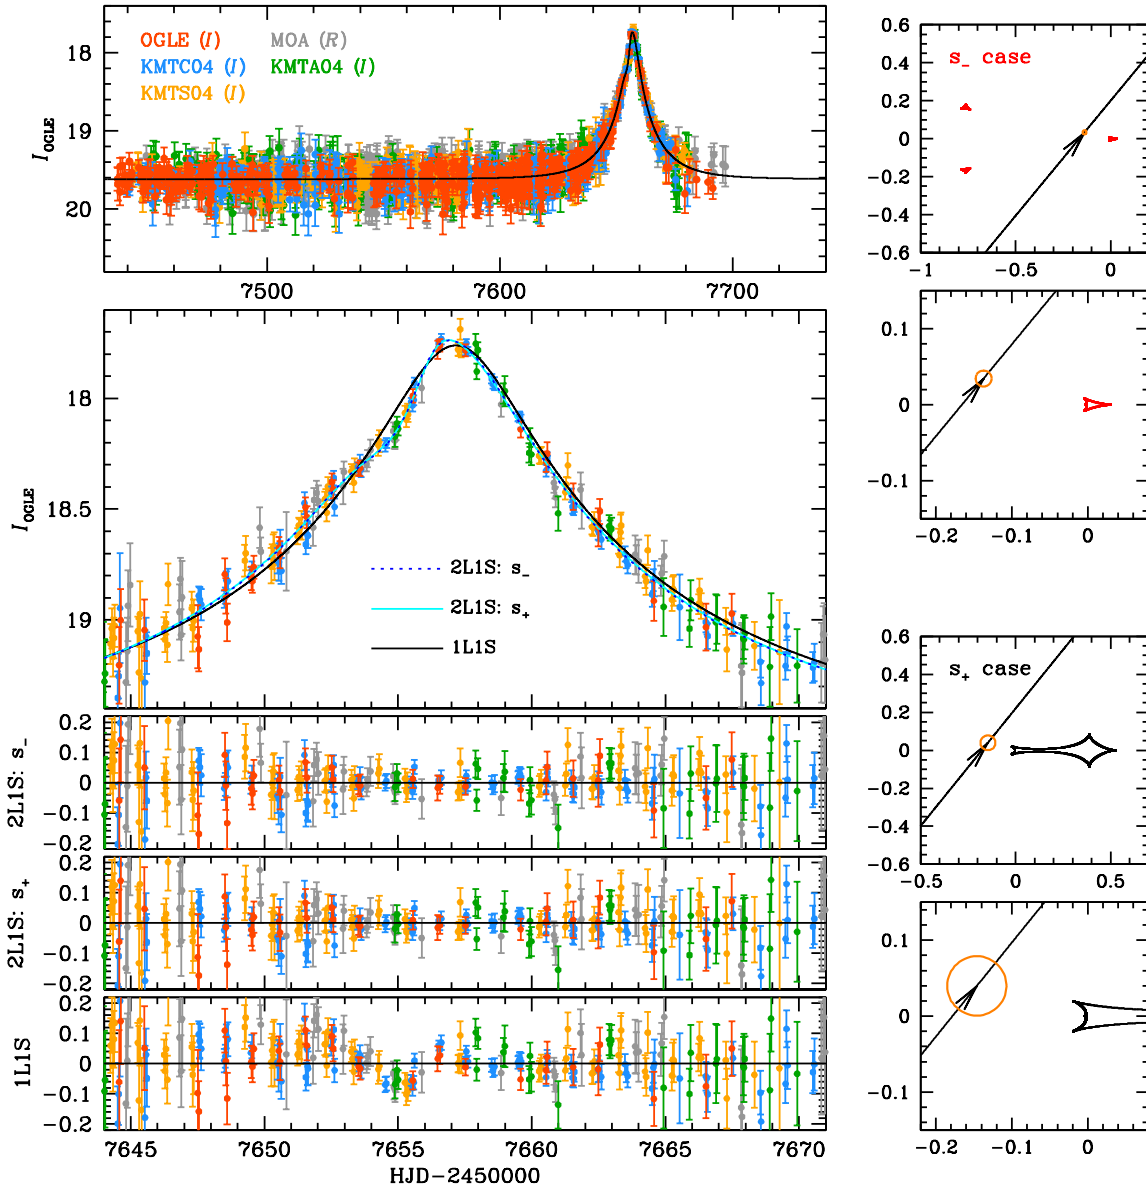 OGLE (I) MOA (R)
KMTC04 (I) KMTA04 (I)
KMTS04 (I)
18
19
20
I_OGLE
7500 7600 7700
18
18.5
19
I_OGLE
2L1S: s_−
2L1S: s_+
1L1S
0.2
0.1
0
−0.1
−0.2
2L1S: s_−
0.2
0.1
0
−0.1
−0.2
2L1S: s_+
0.2
0.1
0
−0.1
−0.2
1L1S
7645 7650 7655 7660 7665 7670
HJD−2450000
s_− case
0.6
0.4
0.2
0
−0.2
−0.4
−0.6
−1 −0.5 0
0.1
0
−0.1
−0.2 −0.1 0
s_+ case
0.6
0.4
0.2
0
−0.2
−0.4
−0.6
−0.5 0 0.5
0.1
0
−0.1
−0.2 −0.1 0